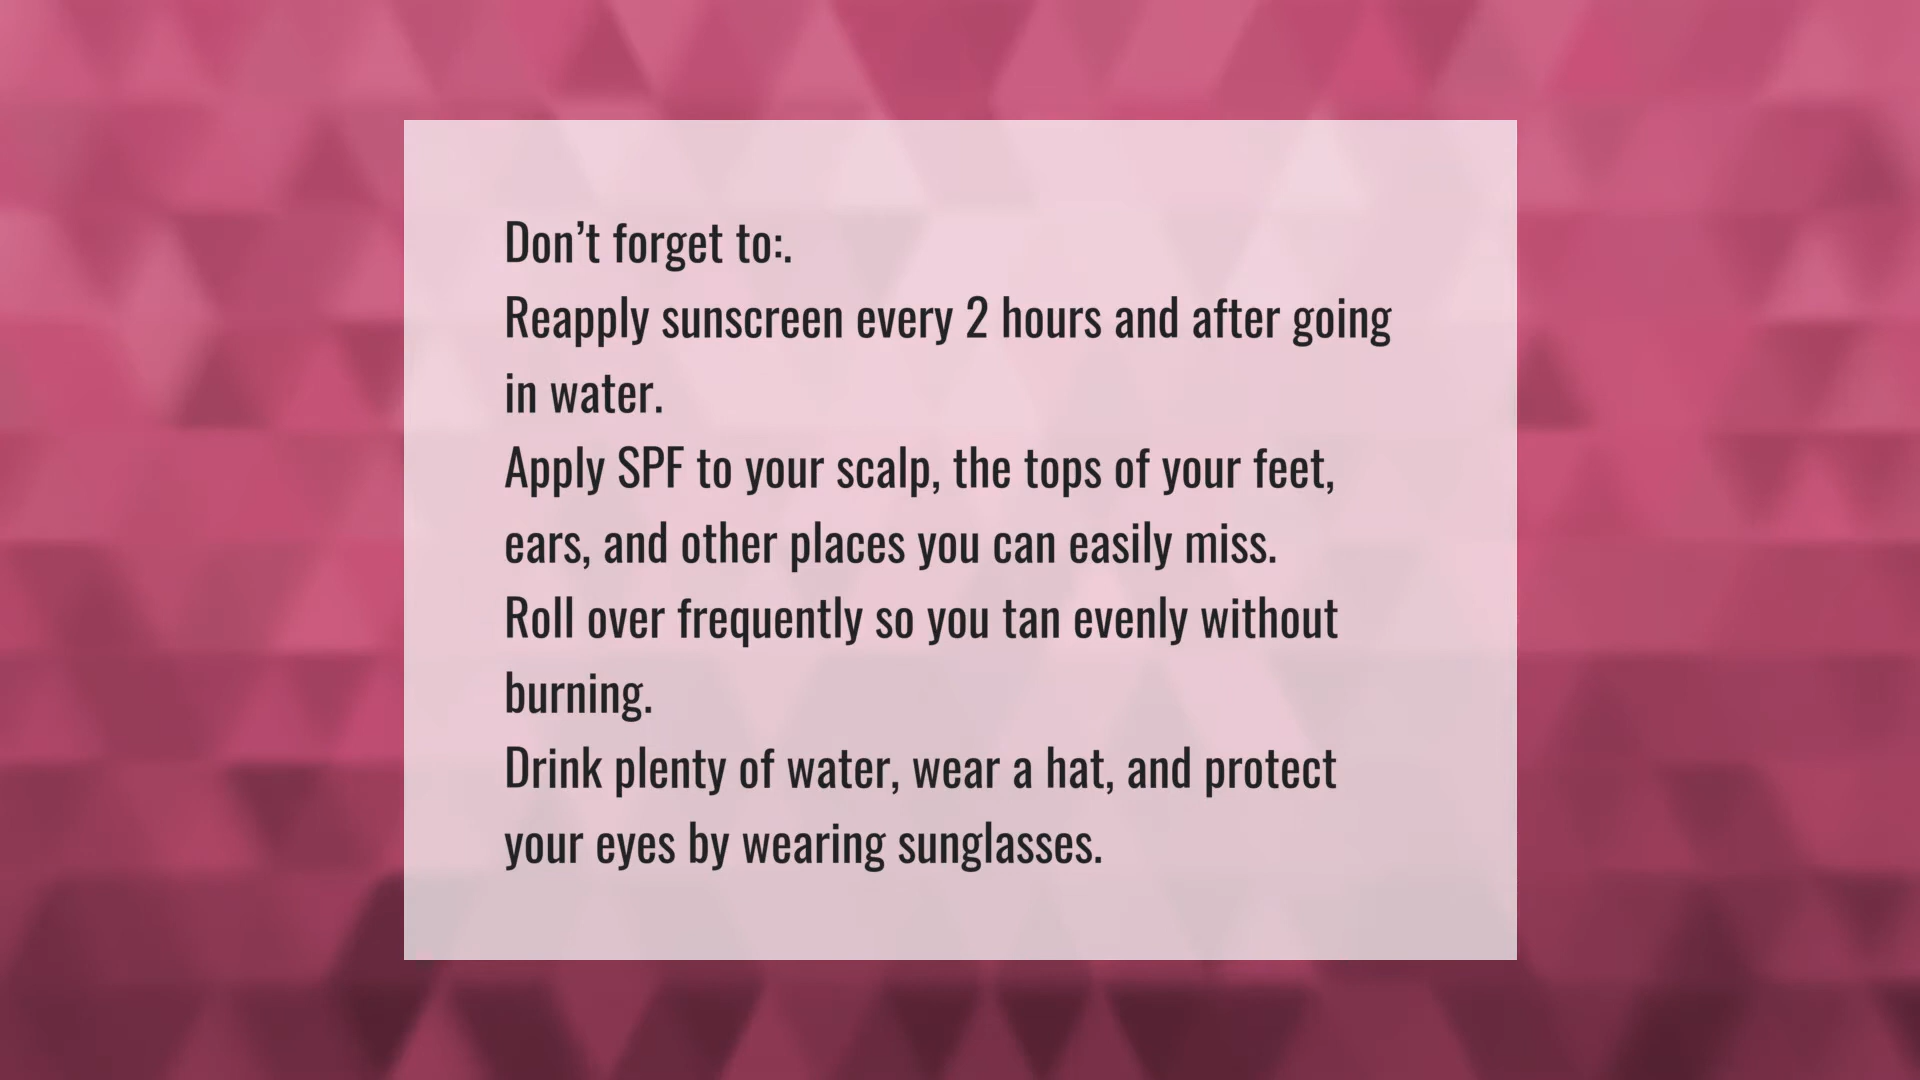 Don’t forget to:.
Reapply sunscreen every 2 hours and after going
in water.
Apply SPF to your scalp, the tops of your feet,
ears, and other places you can easily miss.
Roll over frequently so you tan evenly without
burning.
Drink plenty of water, wear a hat, and protect
your eyes by wearing sunglasses.